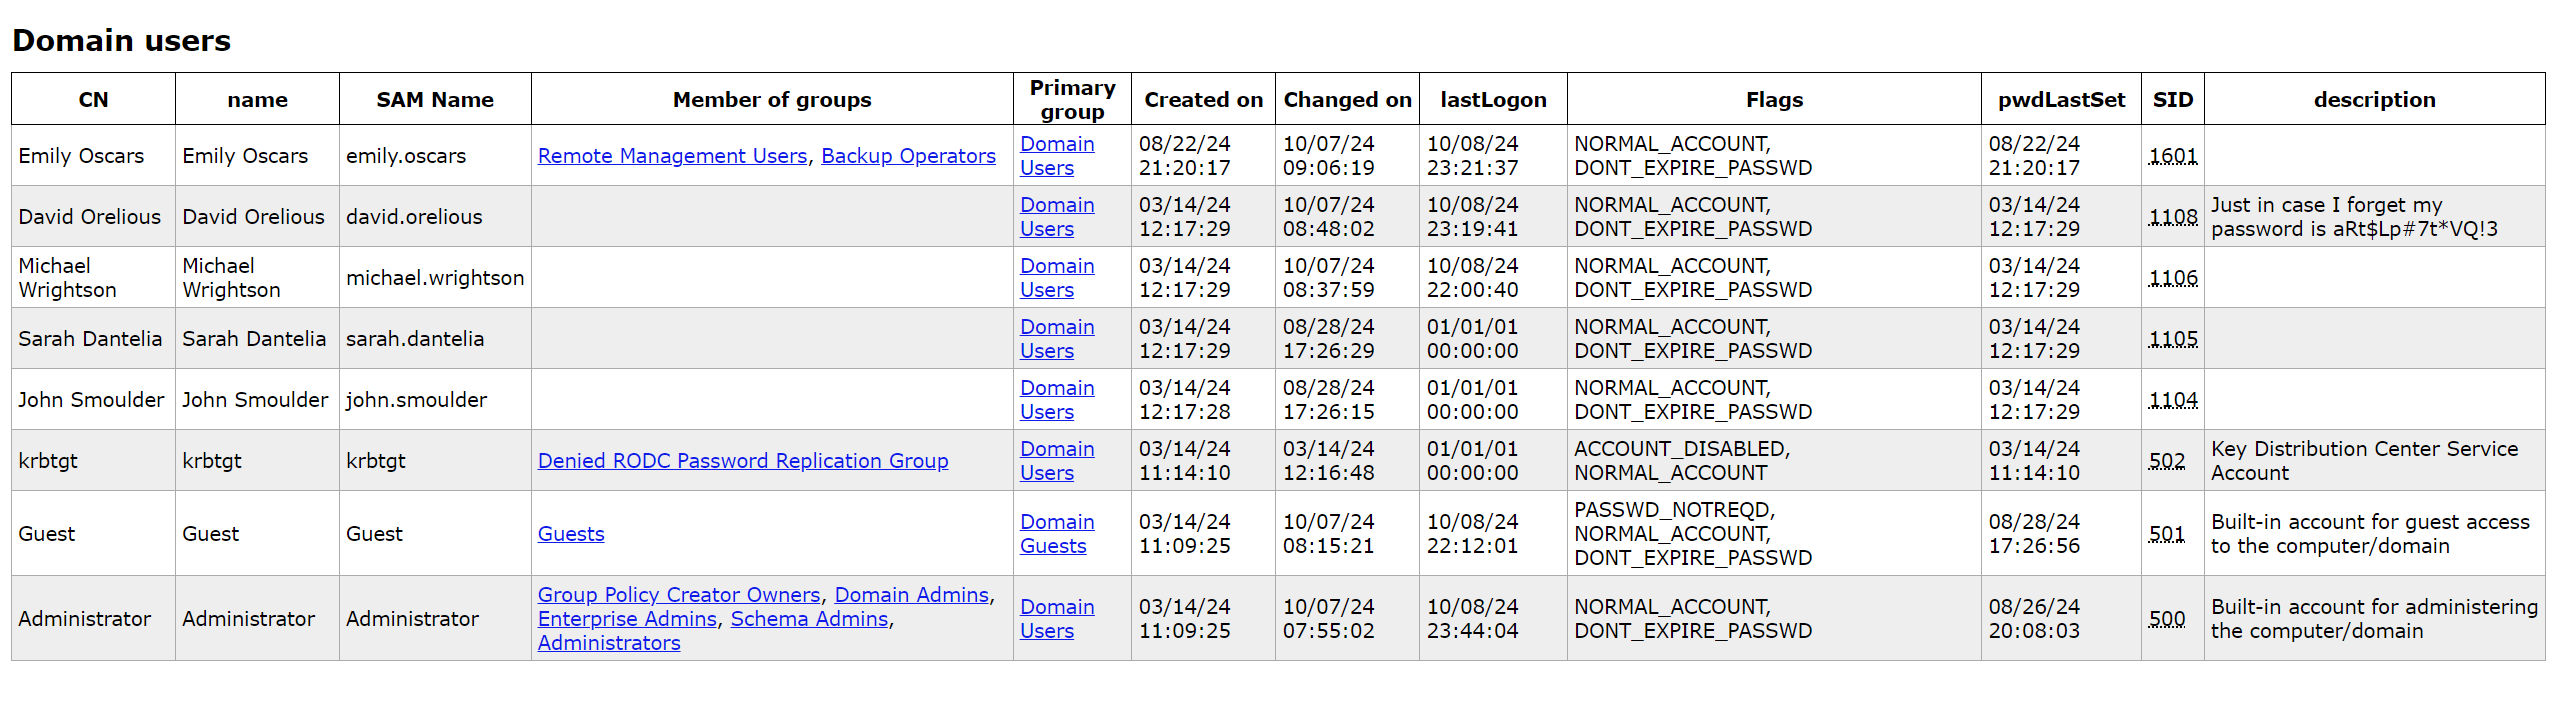 Domain users
CN name SAM Name Member of groups Primary group Created on Changed on lastLogon Flags pwdLastSet SID description
Emily Oscars Emily Oscars emily.oscars Remote Management Users, Backup Operators Domain Users 08/22/24 21:20:17 10/07/24 09:06:19 10/08/24 23:21:37 NORMAL_ACCOUNT, DONT_EXPIRE_PASSWD 08/22/24 21:20:17 1601
David Orelious David Orelious david.orelious Domain Users 03/14/24 12:17:29 10/07/24 08:48:02 10/08/24 23:19:41 NORMAL_ACCOUNT, DONT_EXPIRE_PASSWD 03/14/24 12:17:29 1108 Just in case I forget my password is aRt$Lp#7t*VQ!3
Michael Wrightson Michael Wrightson michael.wrightson Domain Users 03/14/24 12:17:29 10/07/24 08:37:59 10/08/24 22:00:40 NORMAL_ACCOUNT, DONT_EXPIRE_PASSWD 03/14/24 12:17:29 1106
Sarah Dantelia Sarah Dantelia sarah.dantelia Domain Users 03/14/24 12:17:29 08/28/24 17:26:29 01/01/01 00:00:00 NORMAL_ACCOUNT, DONT_EXPIRE_PASSWD 03/14/24 12:17:29 1105
John Smoulder John Smoulder john.smoulder Domain Users 03/14/24 12:17:28 08/28/24 17:26:15 01/01/01 00:00:00 NORMAL_ACCOUNT, DONT_EXPIRE_PASSWD 03/14/24 12:17:29 1104
krbtgt krbtgt krbtgt Denied RODC Password Replication Group Domain Users 03/14/24 11:14:10 03/14/24 12:16:48 01/01/01 00:00:00 ACCOUNT_DISABLED, NORMAL_ACCOUNT 03/14/24 11:14:10 502 Key Distribution Center Service Account
Guest Guest Guest Guests Domain Guests 03/14/24 11:09:25 10/07/24 08:15:21 10/08/24 22:12:01 PASSWD_NOTREQD, NORMAL_ACCOUNT, DONT_EXPIRE_PASSWD 08/28/24 17:26:56 501 Built-in account for guest access to the computer/domain
Administrator Administrator Administrator Group Policy Creator Owners, Domain Admins, Enterprise Admins, Schema Admins, Administrators Domain Users 03/14/24 11:09:25 10/07/24 07:55:02 10/08/24 23:44:04 NORMAL_ACCOUNT, DONT_EXPIRE_PASSWD 08/26/24 20:08:03 500 Built-in account for administering the computer/domain